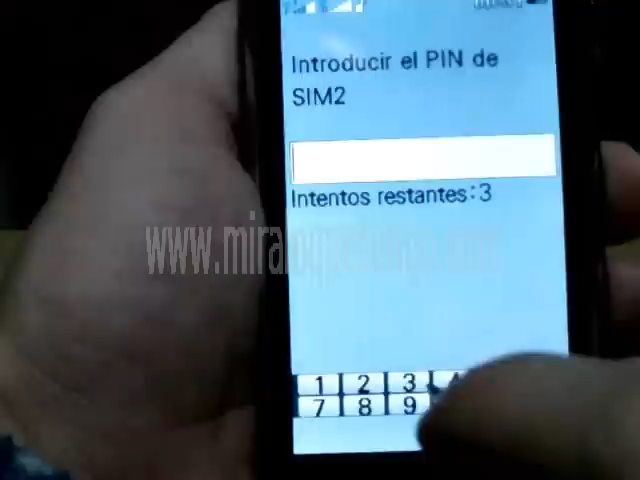 Introducir el PIN de
SIM2
Intentos restantes:3
1 2 3
7 8 9